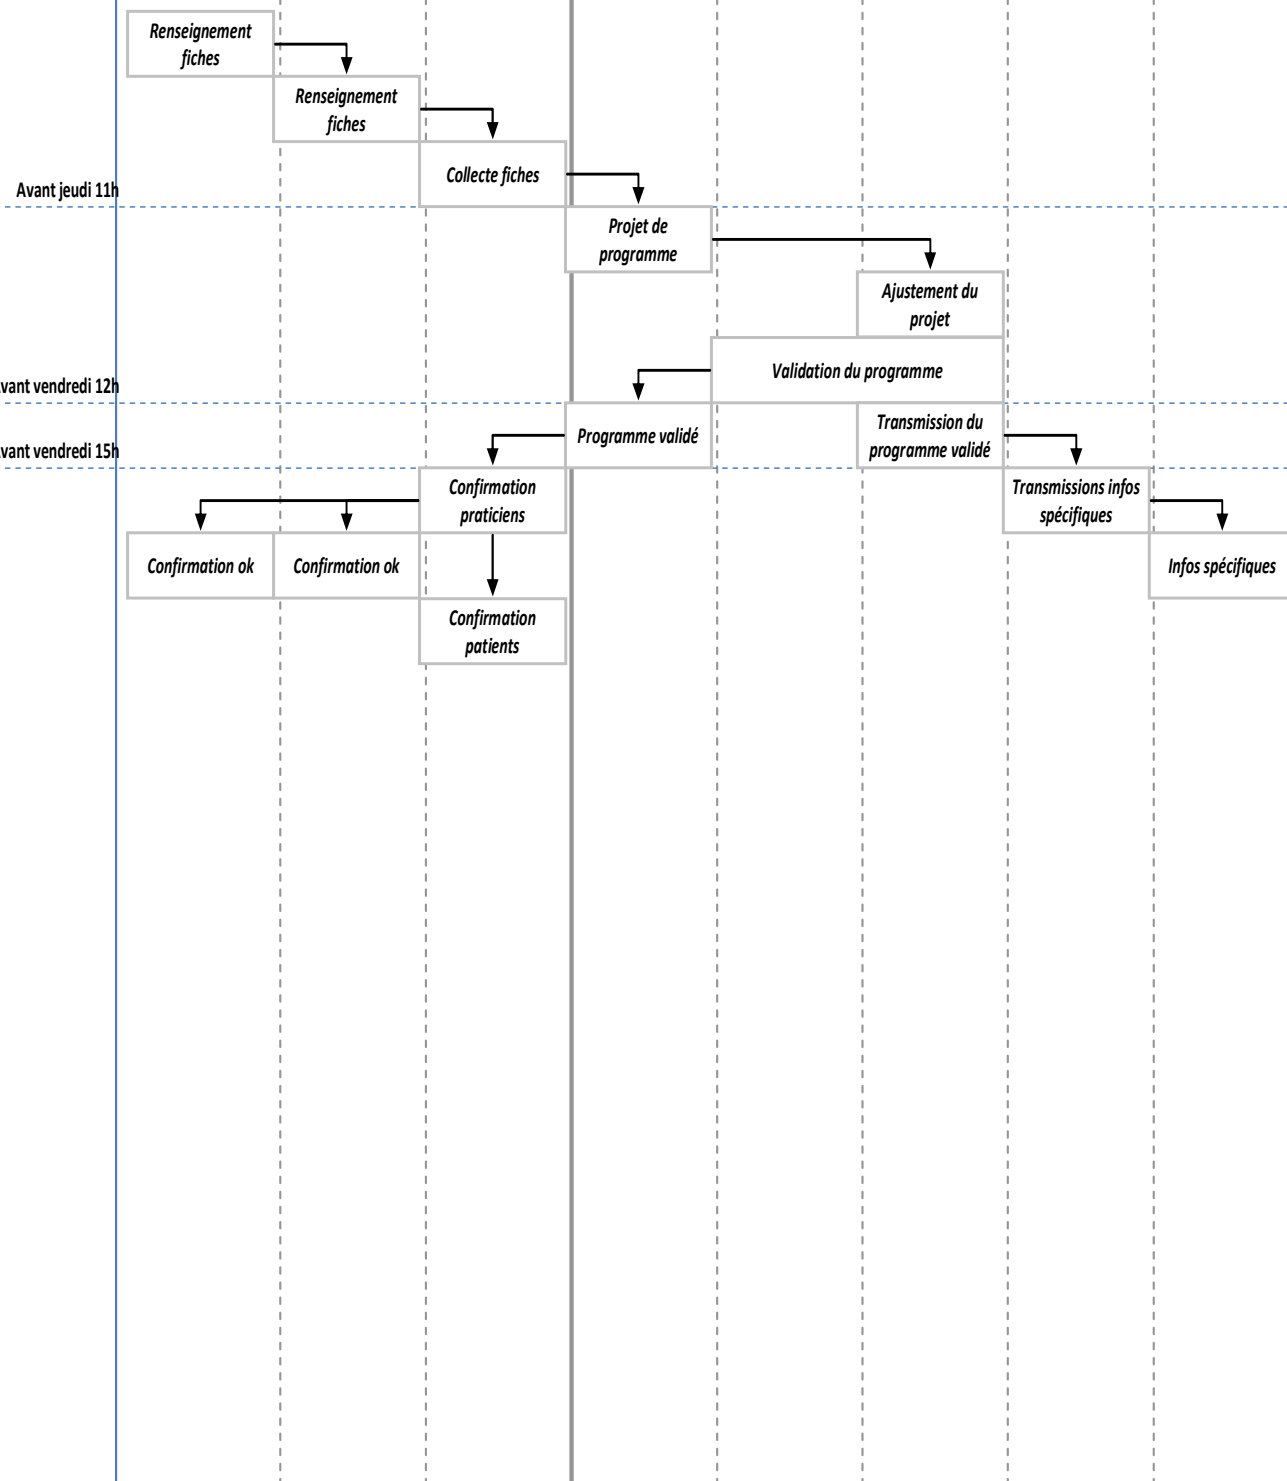 Renseignement
fiches
Renseignement
fiches
Collecte fiches
Avant jeudi 11h
Projet de
programme
Ajustement du
projet
Validation du programme
vant vendredi 12h
Programme validé
Transmission du
programme validé
vant vendredi 15h
Confirmation
praticiens
Transmissions infos
spécifiques
Confirmation ok
Confirmation ok
Infos spécifiques
Confirmation
patients